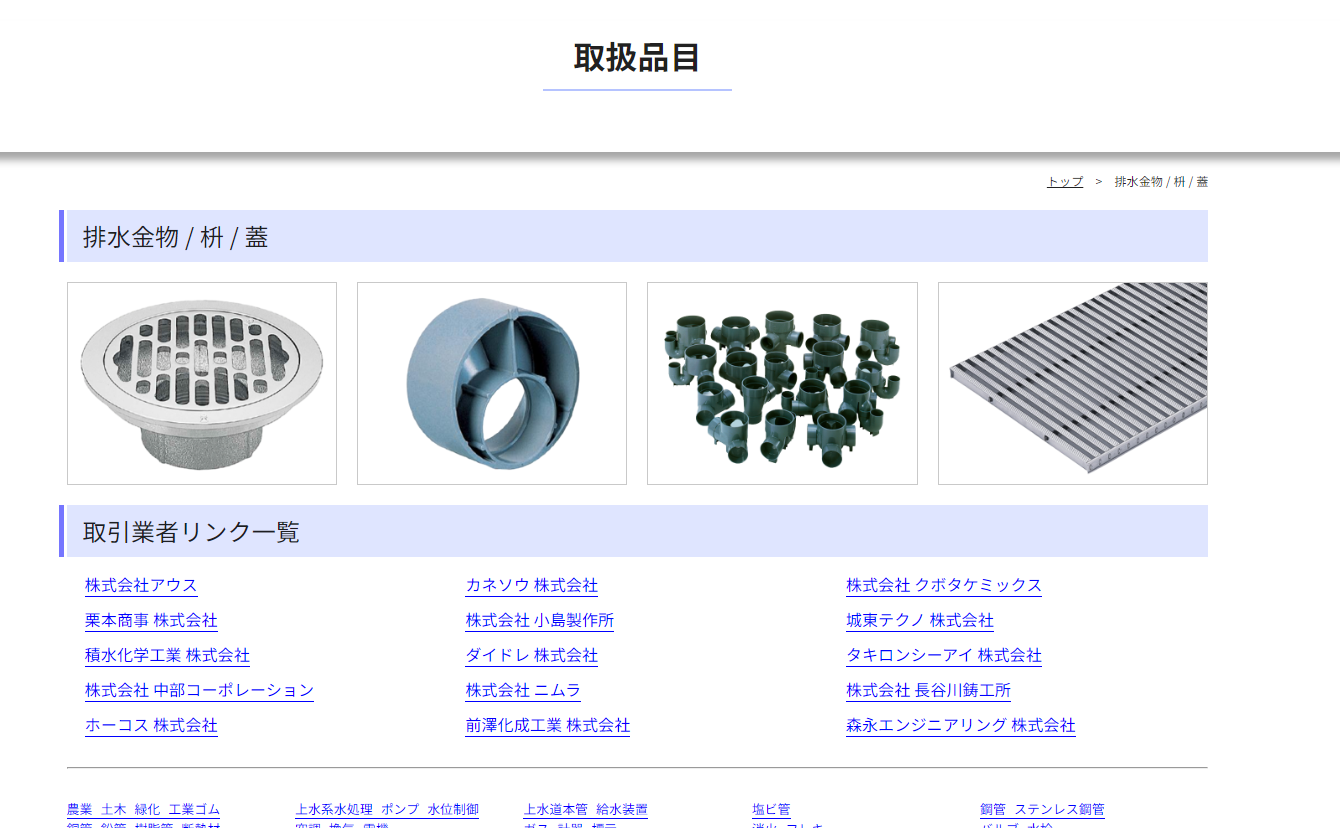 取扱品目
トップ > 排水金物 / 枡 / 蓋
排水金物 / 枡 / 蓋
取引業者リンク一覧
株式会社アウス カネソウ 株式会社 株式会社 クボタケミックス
栗本商事 株式会社 株式会社 小島製作所 城東テクノ 株式会社
積水化学工業 株式会社 ダイドレ 株式会社 タキロンシーアイ 株式会社
株式会社 中部コーポレーション 株式会社 ニムラ 株式会社 長谷川鋳工所
ホーコス 株式会社 前澤化成工業 株式会社 森永エンジニアリング 株式会社
農業 土木 緑化 工業ゴム 上水系水処理 ポンプ 水位制御 上水道本管 給水装置 塩ビ管 鋼管 ステンレス鋼管